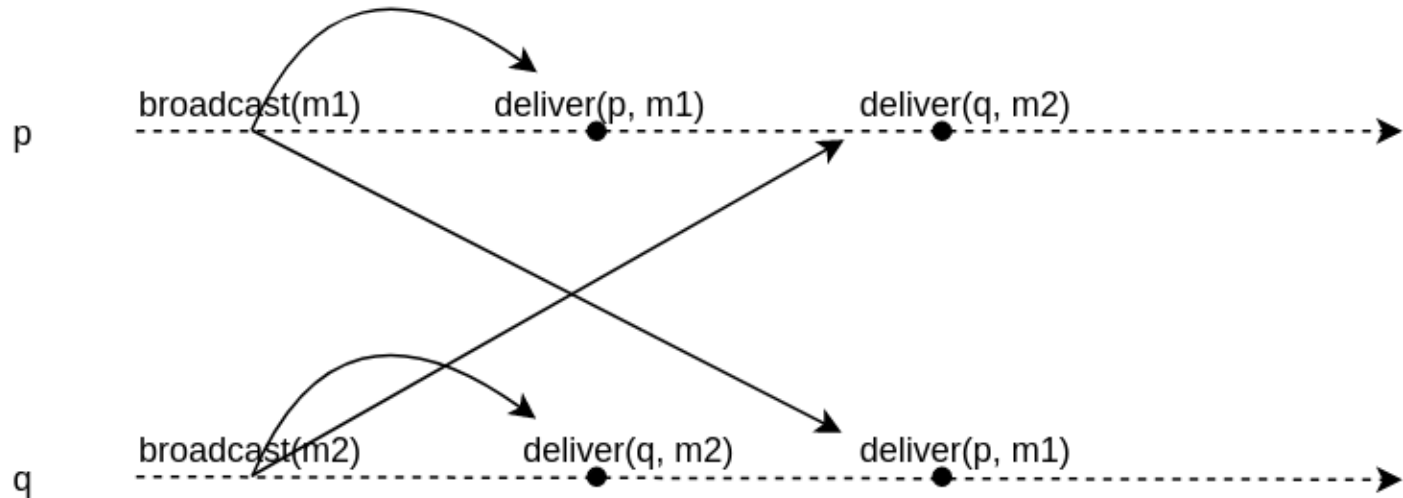 broadcast(m1) deliver(p, m1) deliver(q, m2)
p
broadcast(m2) deliver(q, m2) deliver(p, m1)
q